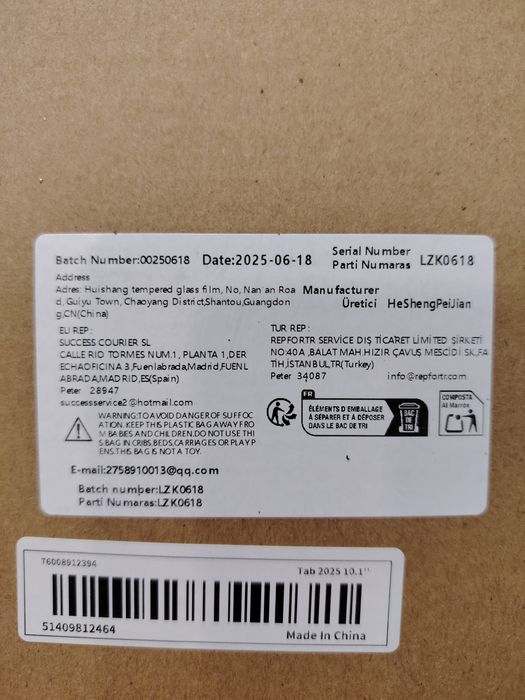 Batch Number:00250618 Date:2025-06-18 Serial Number Parti Numaras LZK0618
Address
Adres: Huishang tempered glass film, No, Nan'an Roa
d, Guiyu Town, Chaoyang District,Shantou,Guangdon
g,CN(China)
Manufacturer
Üretici HeShengPeiJian
EU REP :
SUCCESS COURIER SL
CALLE RIO TORMES NUM.1, PLANTA 1,DER
ECHAOFICINA 3,Fuenlabrada,Madrid,FUENL
ABRADA,MADRID,ES(Spain)
Peter 28947
successservice2@hotmail.com
TUR REP :
REPFORTR SERVICE DIŞ TİCARET LİMİTED ŞİRKETİ
NO:40A ,BALAT MAH.HIZIR ÇAVUŞ MESCİDİ SK,FA
TİH,İSTANBUL,TR(Turkey)
Peter 34087 info@repfortr.com
WARNING:TO AVOID DANGER OF SUFFOC
ATION. KEEP THIS PLASTIC BAG AWAY FRO
M BABIES AND CHILDREN.DO NOT USE THI
S BAG IN CRIBS.BEDS.CARRIAGES OR PLAY P
ENS.THIS BAG IS NOT A TOY.
FR
ÉLÉMENTS D'EMBALLAGE
À SÉPARER ET À DÉPOSER
DANS LE BAC DE TRI
BAC
DE
TRI
COMPOSTA
Al Marrón
E-mail:2758910013@qq.com
Batch number:LZK0618
Parti Numaras:LZK0618
76008912394
Tab 2025 10.1"
51409812464
Made In China